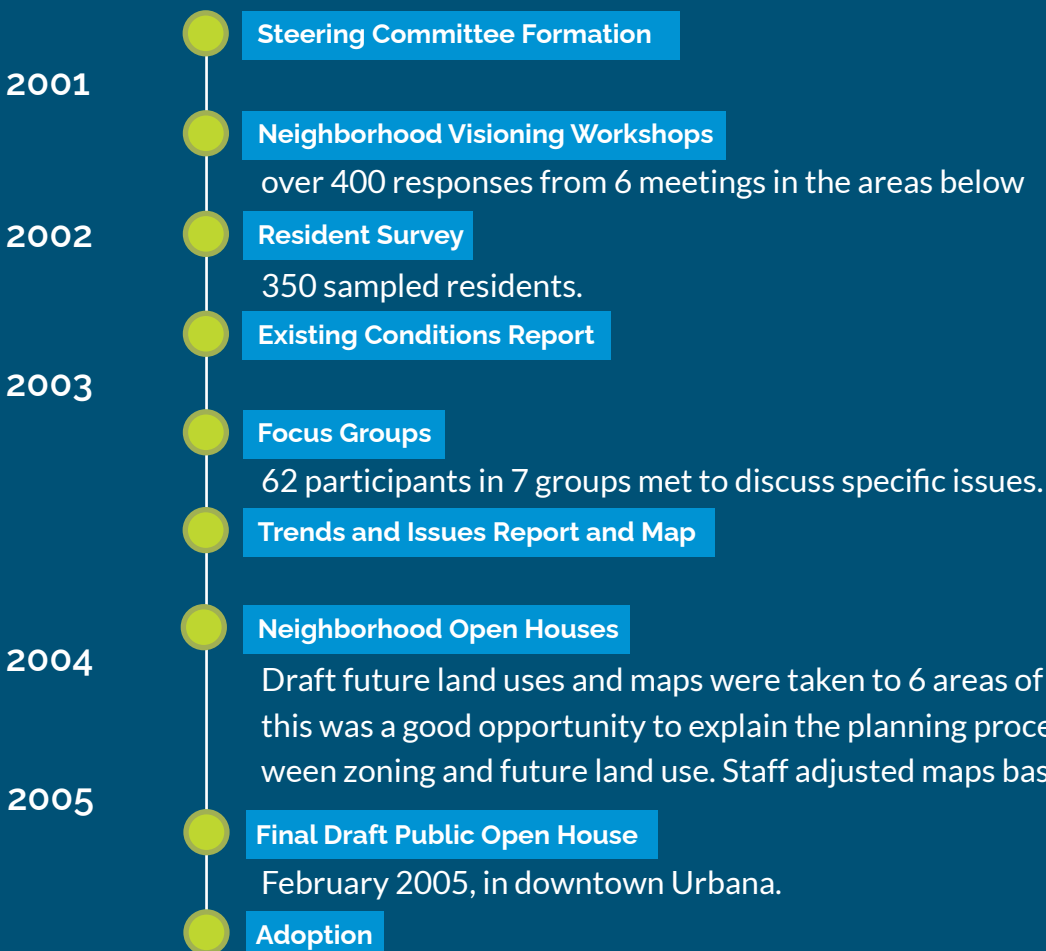 Steering Committee Formation
2001
Neighborhood Visioning Workshops
over 400 responses from 6 meetings in the areas below
2002
Resident Survey
350 sampled residents.
Existing Conditions Report
2003
Focus Groups
62 participants in 7 groups met to discuss specific issues.
Trends and Issues Report and Map
Neighborhood Open Houses
2004
Draft future land uses and maps were taken to 6 areas of
this was a good opportunity to explain the planning proce
ween zoning and future land use. Staff adjusted maps bas
2005
Final Draft Public Open House
February 2005, in downtown Urbana.
Adoption